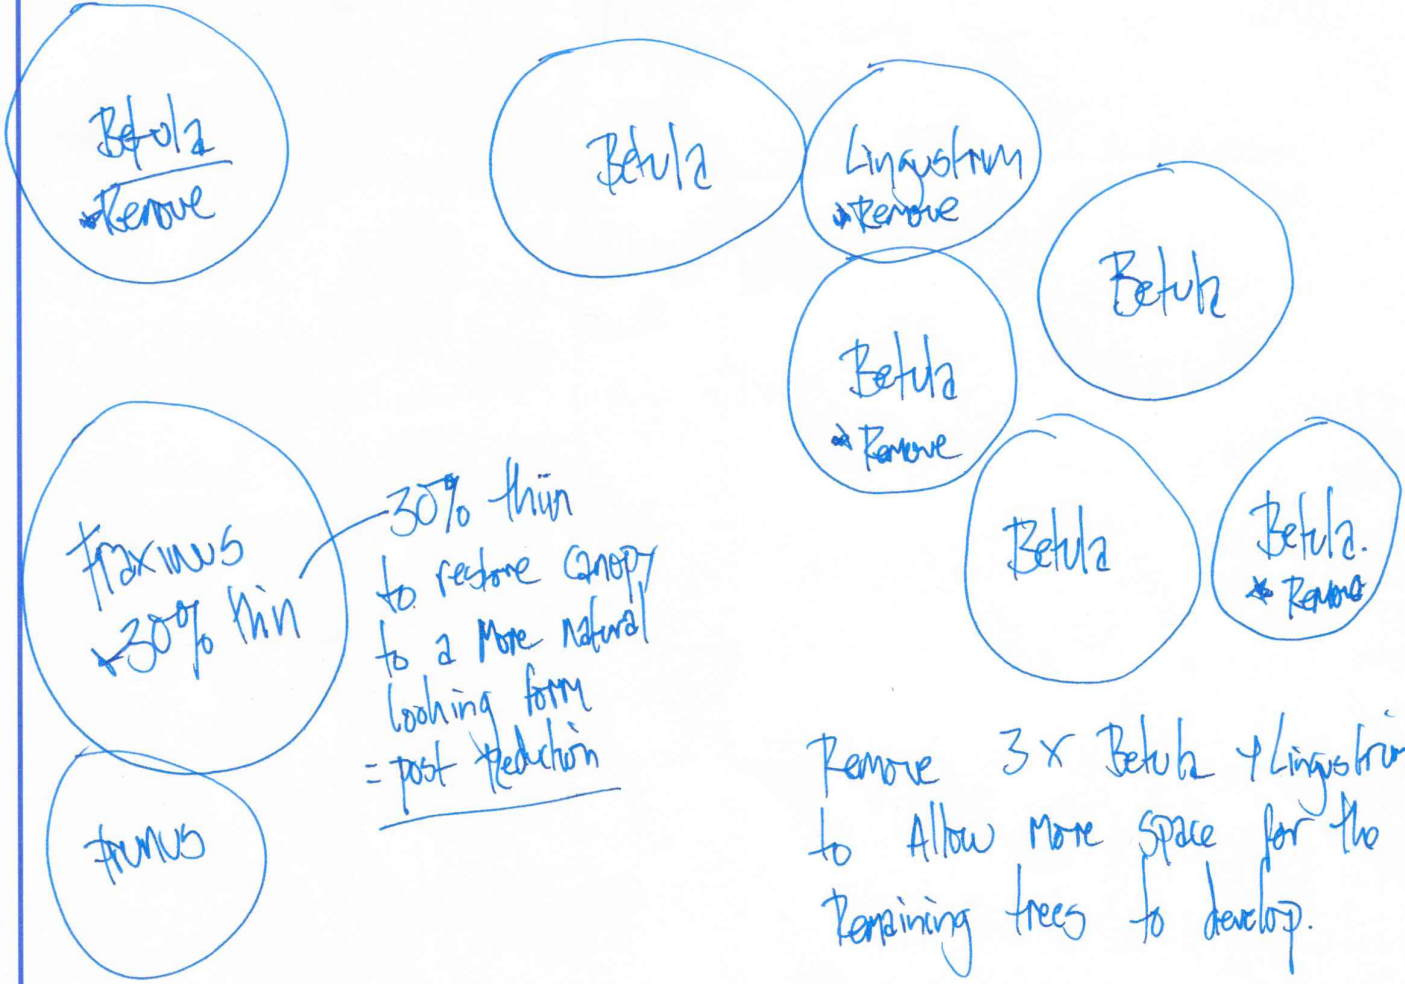 Betula
* Remove
Betula
Lingustrum
* Remove
Betula
Betula
* Remove
Betula
Betula.
* Remove
Fraxinus
30% thin
30% thin
to restore canopy
to a More Natural
looking form
= post Reduction
Prunus
Remove 3x Betula + Lingustrum
to Allow More space for the
Remaining trees to develop.